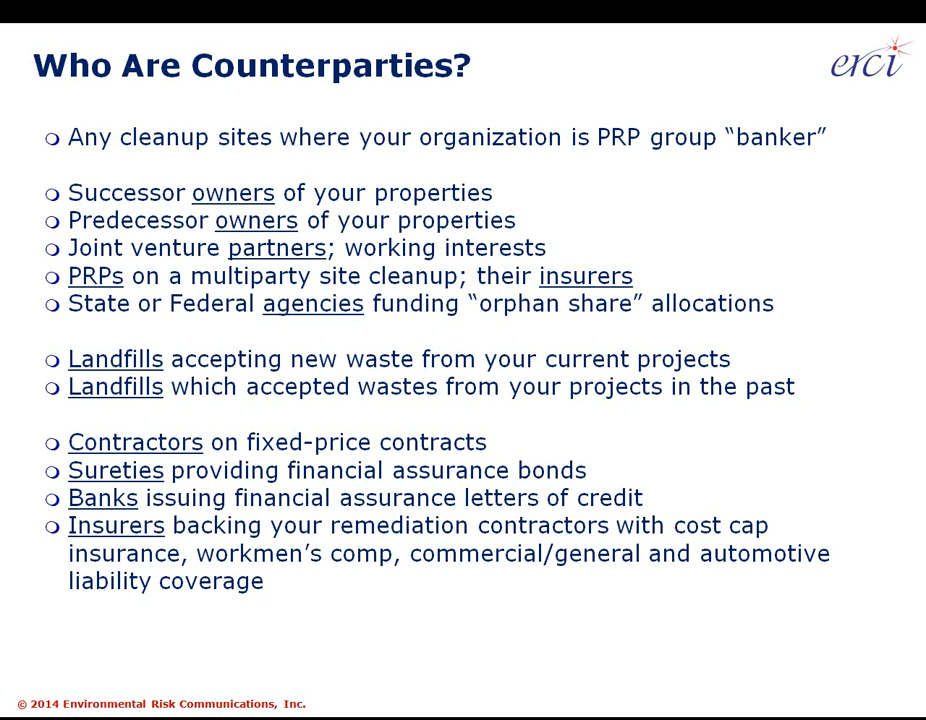 Who Are Counterparties?
erci
Any cleanup sites where your organization is PRP group “banker”
Successor owners of your properties
Predecessor owners of your properties
Joint venture partners; working interests
PRPs on a multiparty site cleanup; their insurers
State or Federal agencies funding “orphan share” allocations
Landfills accepting new waste from your current projects
Landfills which accepted wastes from your projects in the past
Contractors on fixed-price contracts
Sureties providing financial assurance bonds
Banks issuing financial assurance letters of credit
Insurers backing your remediation contractors with cost cap
insurance, workmen’s comp, commercial/general and automotive
liability coverage
© 2014 Environmental Risk Communications, Inc.